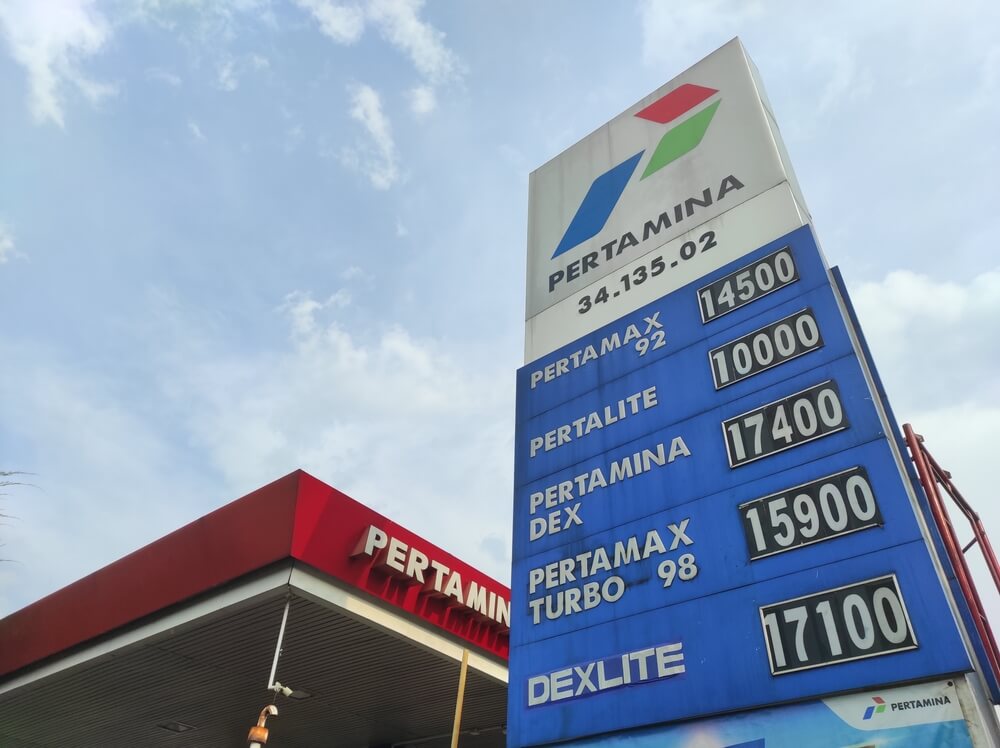 PERTAMINA
34.135.02
PERTAMAX 92 14500
PERTALITE 10000
PERTAMINA DEX 17400
PERTAMAX TURBO 98 15900
DEXLITE 17100
PERTAMINA
PERTAMIN